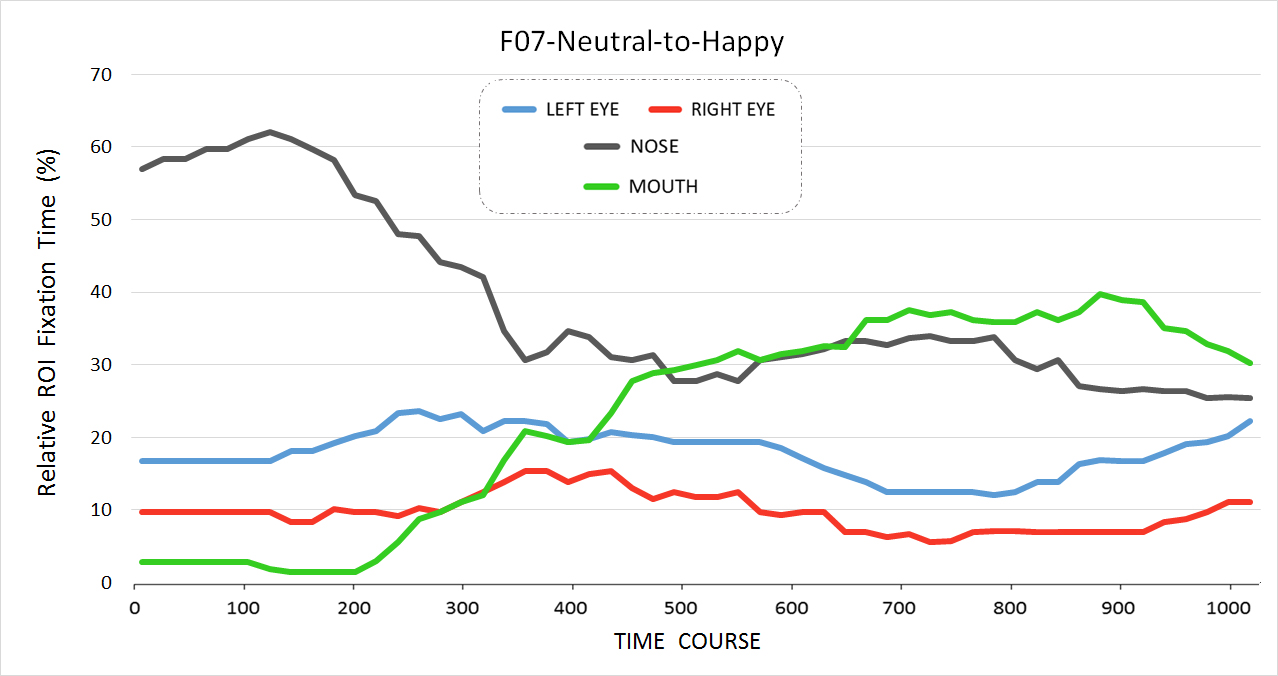 F07-Neutral-to-Happy
70
60
50
40
30
20
10
0
Relative ROI Fixation Time (%)
LEFT EYE RIGHT EYE
NOSE
MOUTH
0 100 200 300 400 500 600 700 800 900 1000
TIME COURSE